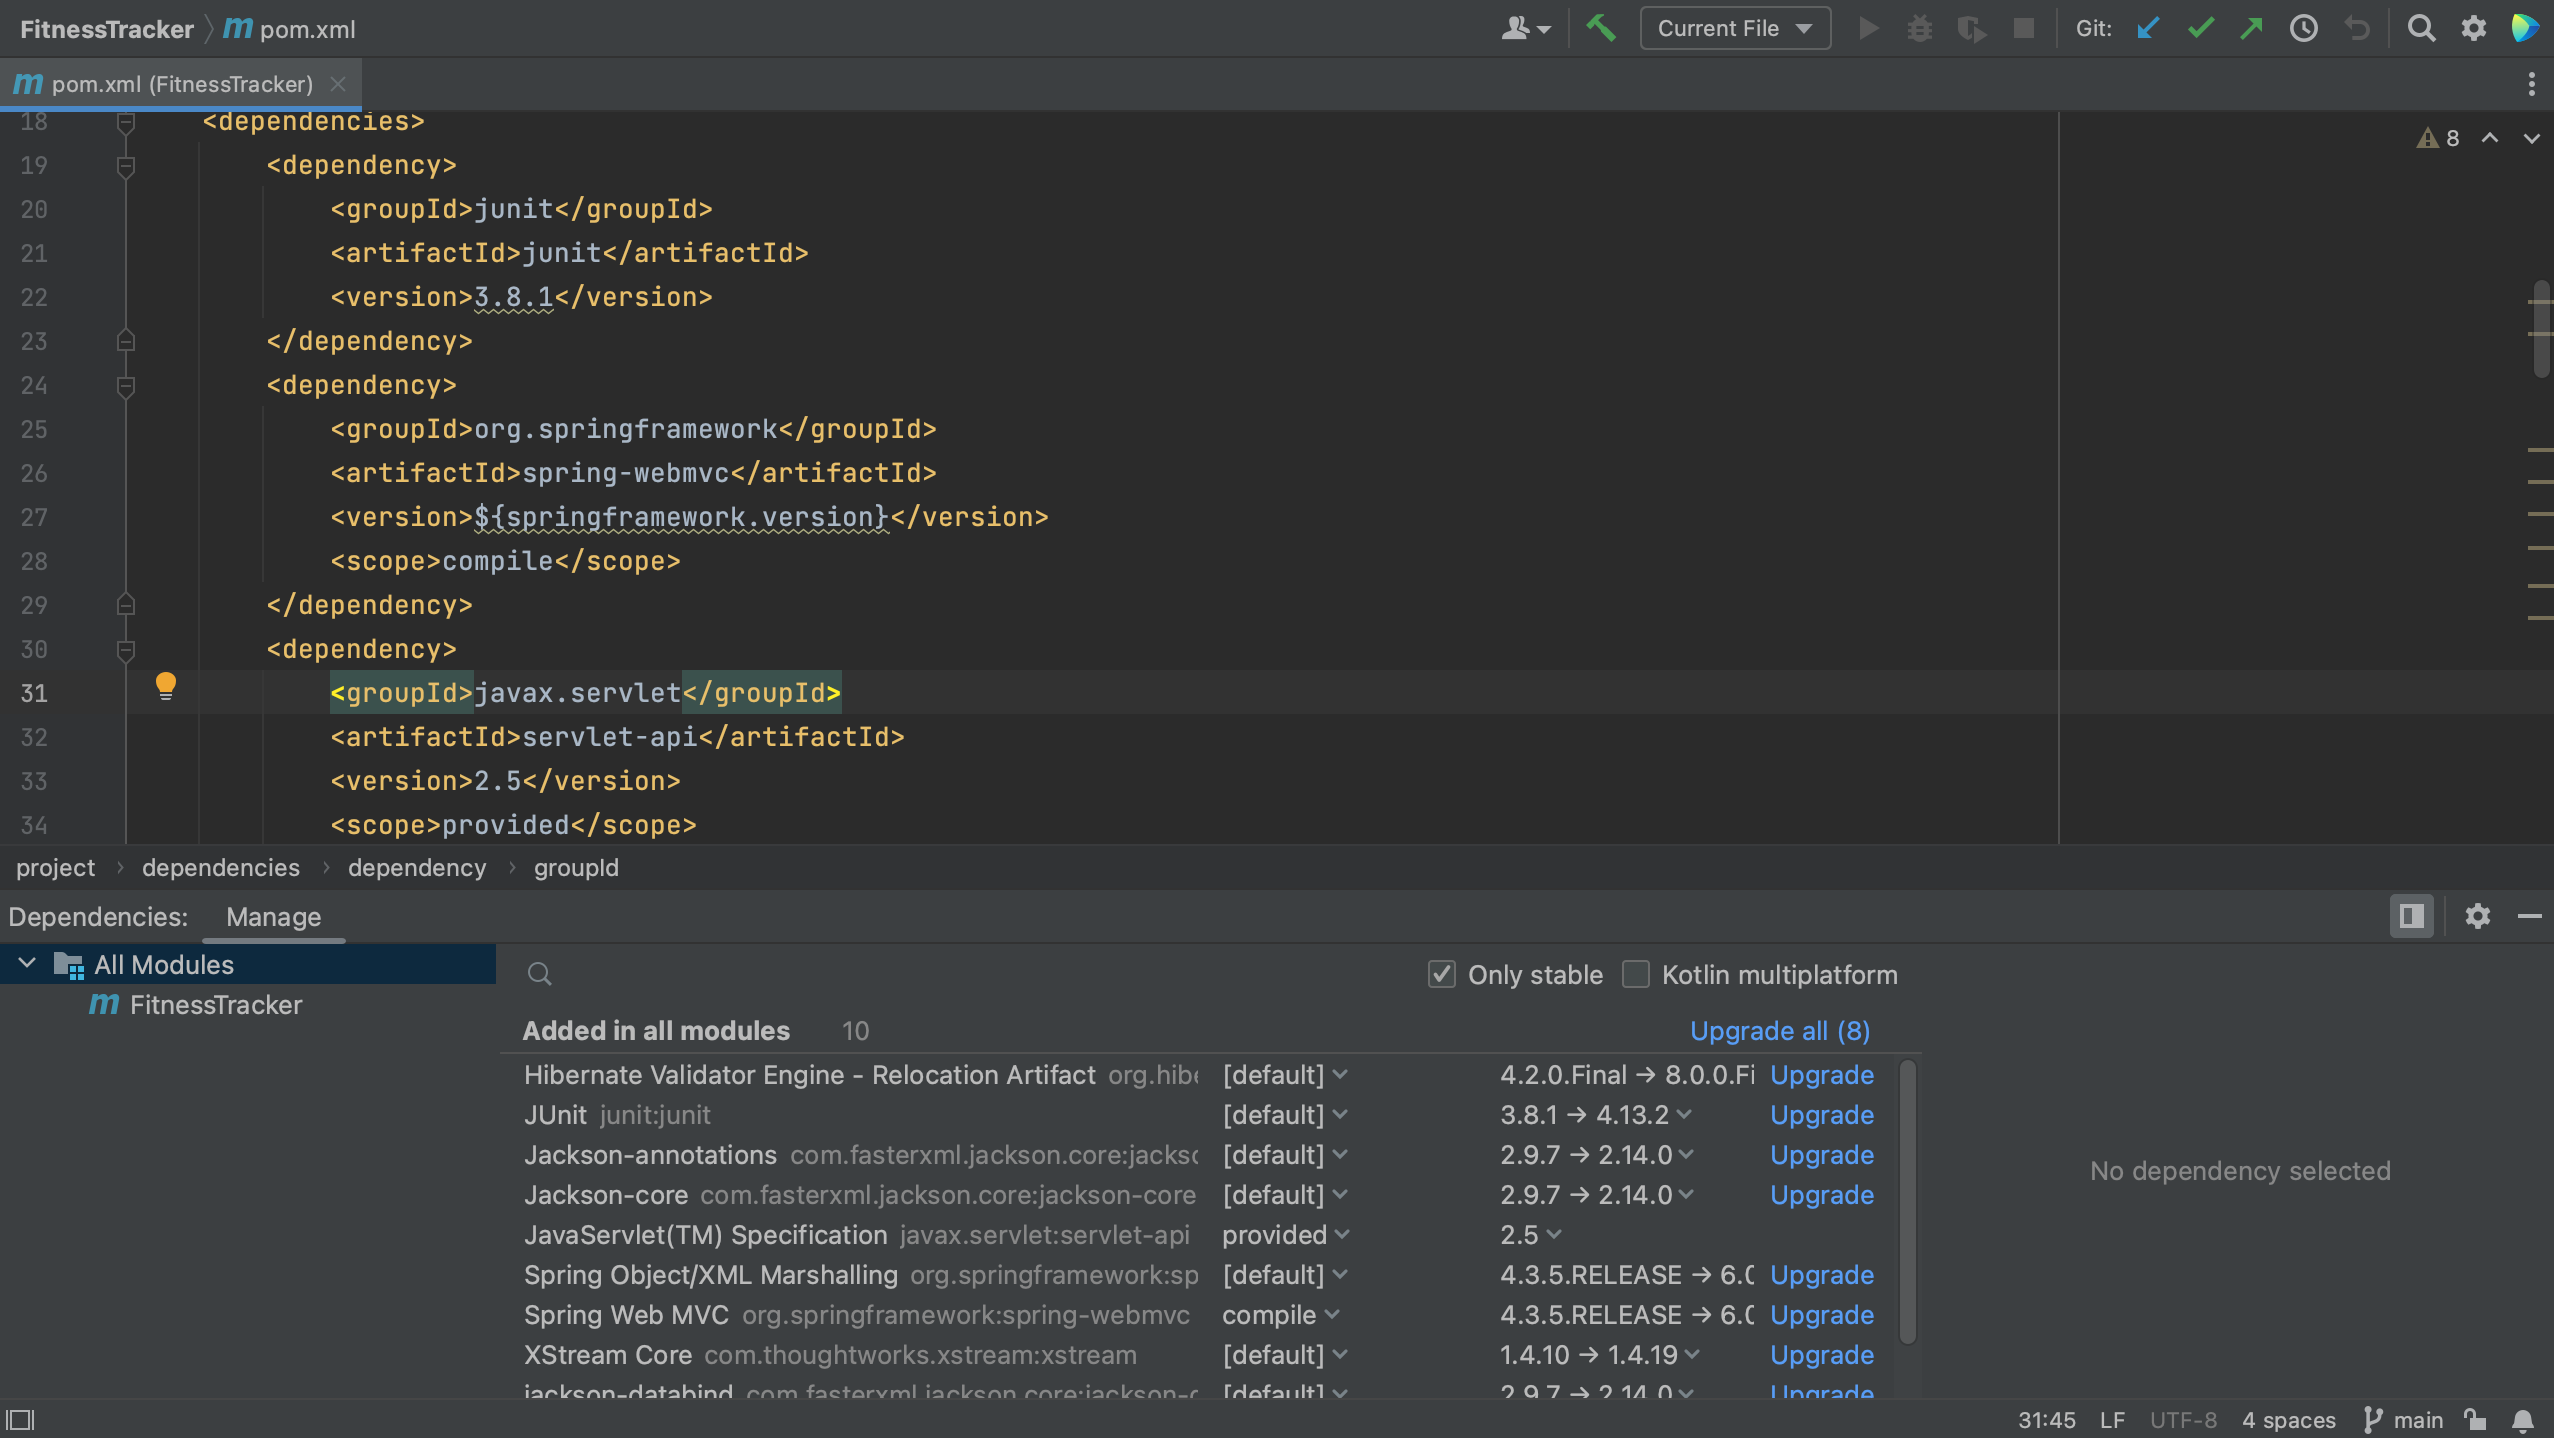 FitnessTracker pom.xml Current File Git:
pom.xml (FitnessTracker)
8
18 <dependencies>
19 <dependency>
20 <groupId>junit</groupId>
21 <artifactId>junit</artifactId>
22 <version>3.8.1</version>
23 </dependency>
24 <dependency>
25 <groupId>org.springframework</groupId>
26 <artifactId>spring-webmvc</artifactId>
27 <version>${springframework.version}</version>
28 <scope>compile</scope>
29 </dependency>
30 <dependency>
31 <groupId>javax.servlet</groupId>
32 <artifactId>servlet-api</artifactId>
33 <version>2.5</version>
34 <scope>provided</scope>
project › dependencies › dependency › groupId
Dependencies: Manage
All Modules
FitnessTracker
Only stable Kotlin multiplatform
Added in all modules 10 Upgrade all (8)
Hibernate Validator Engine - Relocation Artifact org.hibe [default] 4.2.0.Final → 8.0.0.Fi Upgrade
JUnit junit:junit [default] 3.8.1 → 4.13.2 Upgrade
Jackson-annotations com.fasterxml.jackson.core:jacksc [default] 2.9.7 → 2.14.0 Upgrade
Jackson-core com.fasterxml.jackson.core:jackson-core [default] 2.9.7 → 2.14.0 Upgrade
JavaServlet(TM) Specification javax.servlet:servlet-api provided 2.5
Spring Object/XML Marshalling org.springframework:sp [default] 4.3.5.RELEASE → 6.0 Upgrade
Spring Web MVC org.springframework:spring-webmvc compile 4.3.5.RELEASE → 6.0 Upgrade
XStream Core com.thoughtworks.xstream:xstream [default] 1.4.10 → 1.4.19 Upgrade
jackson-databind com.fasterxml.jackson.core:jackson-c [default] 2.9.7 → 2.14.0 Upgrade
No dependency selected
31:45 LF UTF-8 4 spaces main